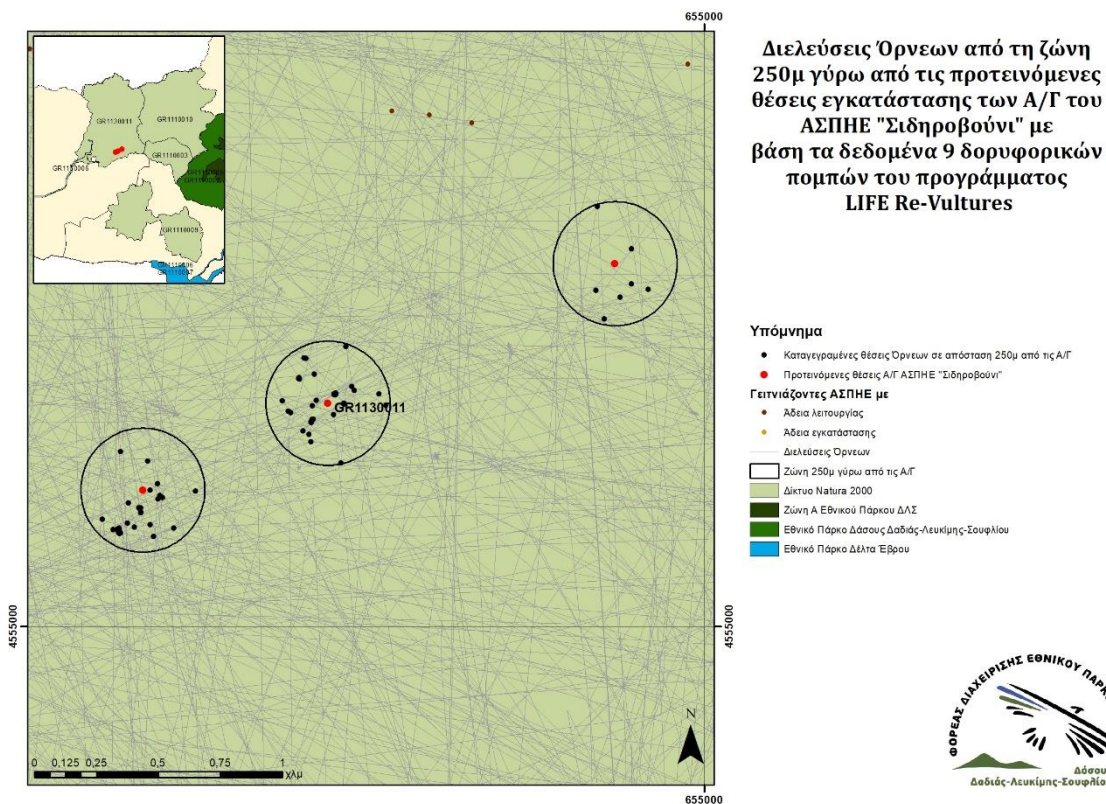 655000
Διελεύσεις Όρνεων από τη ζώνη
250μ γύρω από τις προτεινόμενες
θέσεις εγκατάστασης των Α/Γ του
ΑΣΠΗΕ "Σιδηροβούνι" με
βάση τα δεδομένα 9 δορυφορικών
πομπών του προγράμματος
LIFE Re-Vultures
GR1130011
GR1110010
GR1110003
GR1110009
GR1130011
Υπόμνημα
Καταγεγραμένες θέσεις Όρνεων σε απόσταση 250μ από τις Α/Γ
Προτεινόμενες θέσεις Α/Γ ΑΣΠΗΕ "Σιδηροβούνι"
Γειτνιάζοντες ΑΣΠΗΕ με
Άδεια λειτουργίας
Άδεια εγκατάστασης
Διελεύσεις Όρνεων
Ζώνη 250μ γύρω από τις Α/Γ
Δίκτυο Natura 2000
Ζώνη Α Εθνικού Πάρκου ΔΛΣ
Εθνικό Πάρκο Δάσους Δαδιάς-Λευκίμης-Σουφλίου
Εθνικό Πάρκο Δέλτα Έβρου
4555000
4555000
N
0 0,125 0,25 0,5 0,75 1
χλμ
655000
ΦΟΡΕΑΣ ΔΙΑΧΕΙΡΙΣΗΣ ΕΘΝΙΚΟΥ ΠΑΡΚ
Δάσου
Δαδιάς-Λευκίμης-Σουφλίο